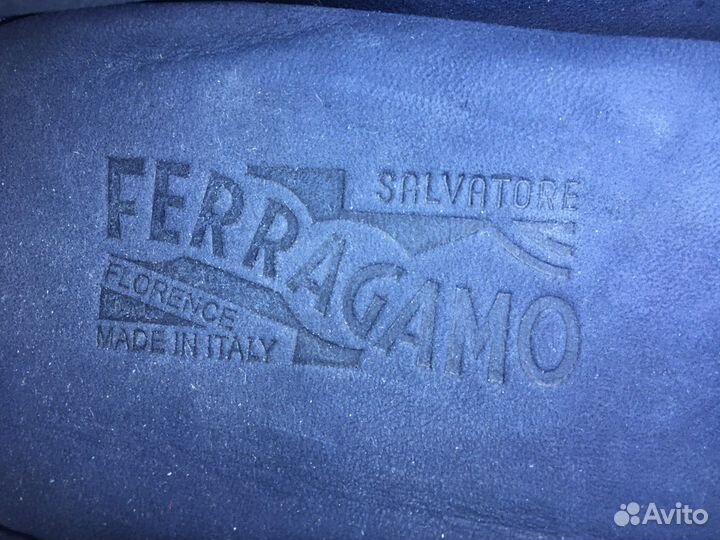 SALVATORE
FERRAGAMO
FLORENCE
MADE IN ITALY
Avito